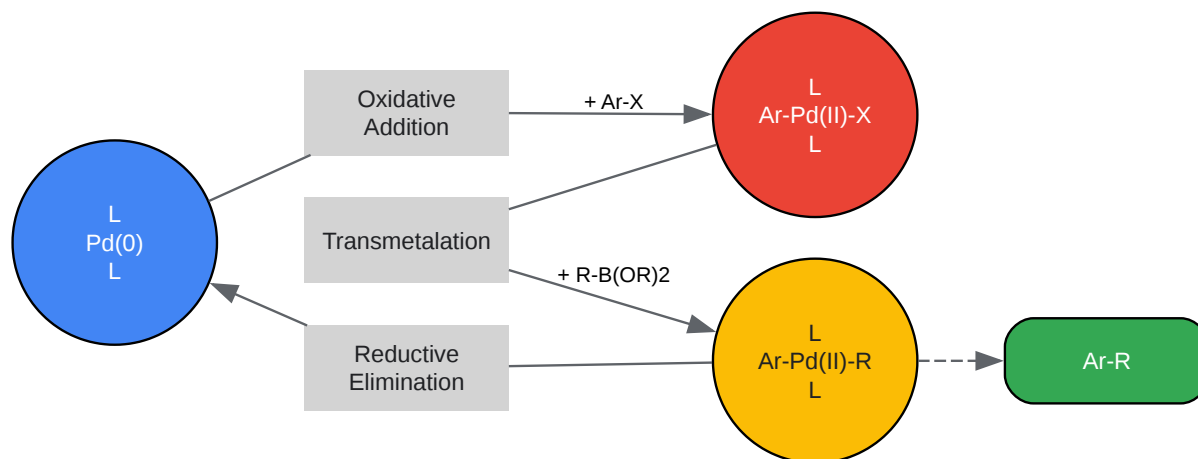 L
Pd(0)
L
Oxidative
Addition
+ Ar-X
L
Ar-Pd(II)-X
L
Transmetalation
+ R-B(OR)2
Reductive
Elimination
L
Ar-Pd(II)-R
L
Ar-R